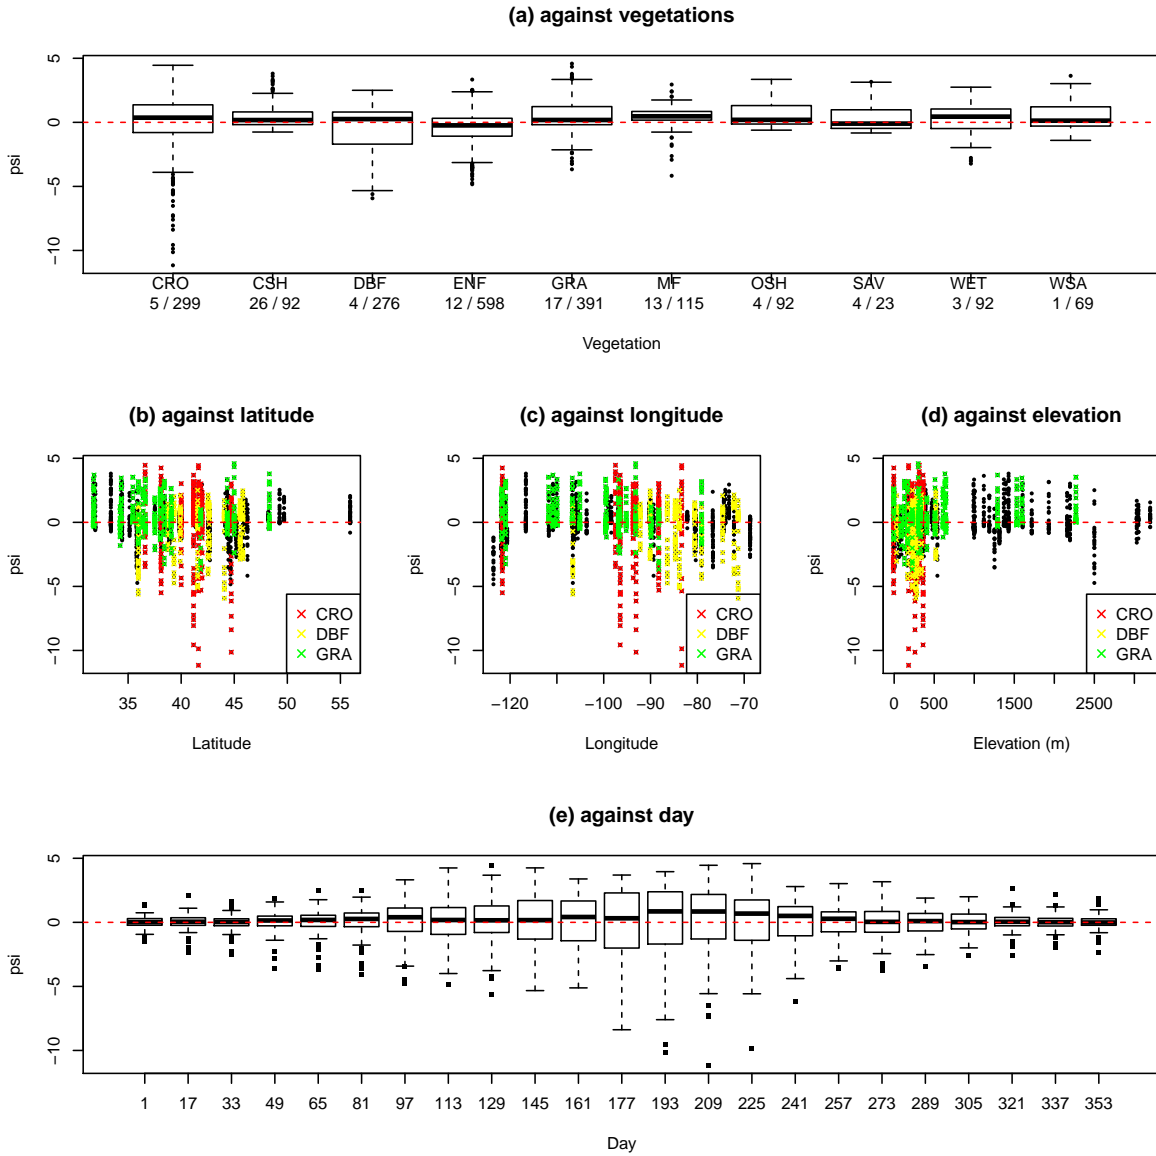 (a) against vegetations
psi
5
0
−5
−10
CRO CSH DBF ENF GRA MF OSH SAV WET WSA
5 / 299 26 / 92 4 / 276 12 / 598 17 / 391 13 / 115 4 / 92 4 / 23 3 / 92 1 / 69
Vegetation
(b) against latitude
psi
5
0
−5
−10
CRO
DBF
GRA
35 40 45 50 55
Latitude
(c) against longitude
psi
5
0
−5
−10
CRO
DBF
GRA
−120 −100 −90 −80 −70
Longitude
(d) against elevation
psi
5
0
−5
−10
CRO
DBF
GRA
0 500 1500 2500
Elevation (m)
(e) against day
psi
5
0
−5
−10
1 17 33 49 65 81 97 113 129 145 161 177 193 209 225 241 257 273 289 305 321 337 353
Day